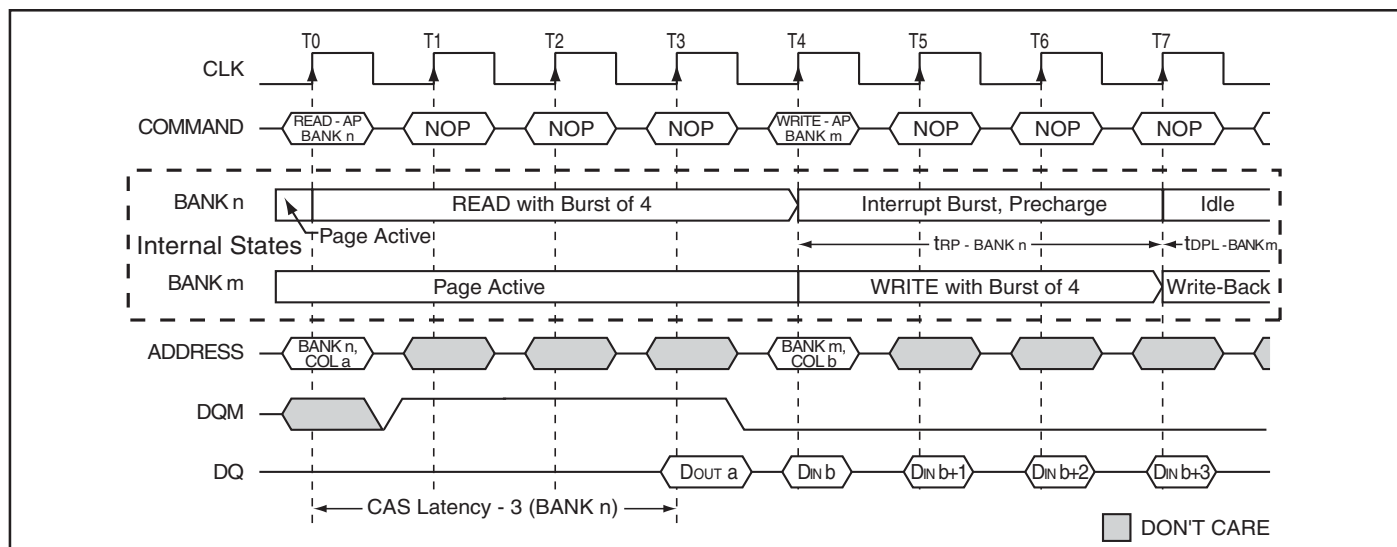 T0 T1 T2 T3 T4 T5 T6 T7
CLK
COMMAND READ - AP BANK n NOP NOP NOP WRITE - AP BANK m NOP NOP NOP
BANK n READ with Burst of 4 Interrupt Burst, Precharge Idle
Page Active
Internal States tRP - BANK n tDPL - BANK m
BANK m Page Active WRITE with Burst of 4 Write-Back
ADDRESS BANK n, COL a BANK m, COL b
DQM
DQ DOUT a DIN b DIN b+1 DIN b+2 DIN b+3
CAS Latency - 3 (BANK n)
DON'T CARE